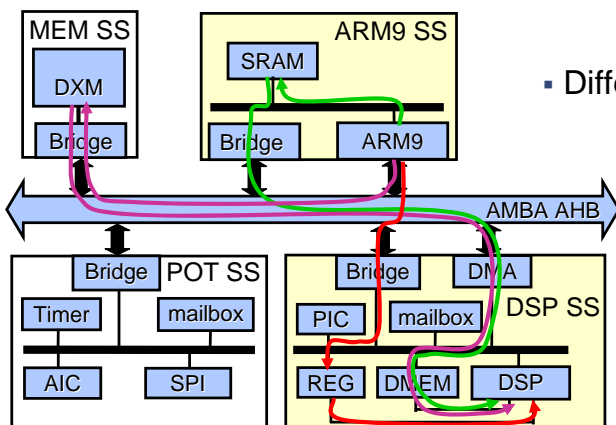 MEM SS
DXM
Bridge
ARM9 SS
SRAM
Bridge
ARM9
▪ Diffe
AMBA AHB
Bridge
POT SS
Timer
mailbox
AIC
SPI
Bridge
DMA
DSP SS
PIC
mailbox
REG
DMEM
DSP